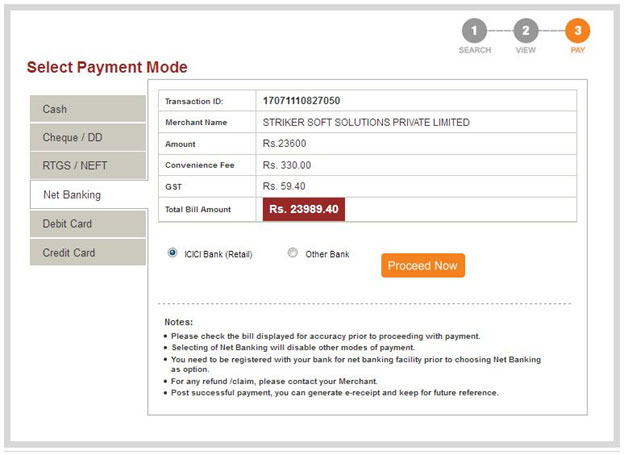 1 2 3
SEARCH VIEW PAY
Select Payment Mode
Cash
Cheque / DD
RTGS / NEFT
Net Banking
Debit Card
Credit Card
Transaction ID: 17071110827050
Merchant Name STRIKER SOFT SOLUTIONS PRIVATE LIMITED
Amount Rs.23600
Convenience Fee Rs. 330.00
GST Rs. 59.40
Total Bill Amount Rs. 23989.40
ICICI Bank (Retail) Other Bank Proceed Now
Notes:
• Please check the bill displayed for accuracy prior to proceeding with payment.
• Selecting of Net Banking will disable other modes of payment.
• You need to be registered with your bank for net banking facility prior to choosing Net Banking
as option.
• For any refund /claim, please contact your Merchant.
• Post successful payment, you can generate e-receipt and keep for future reference.